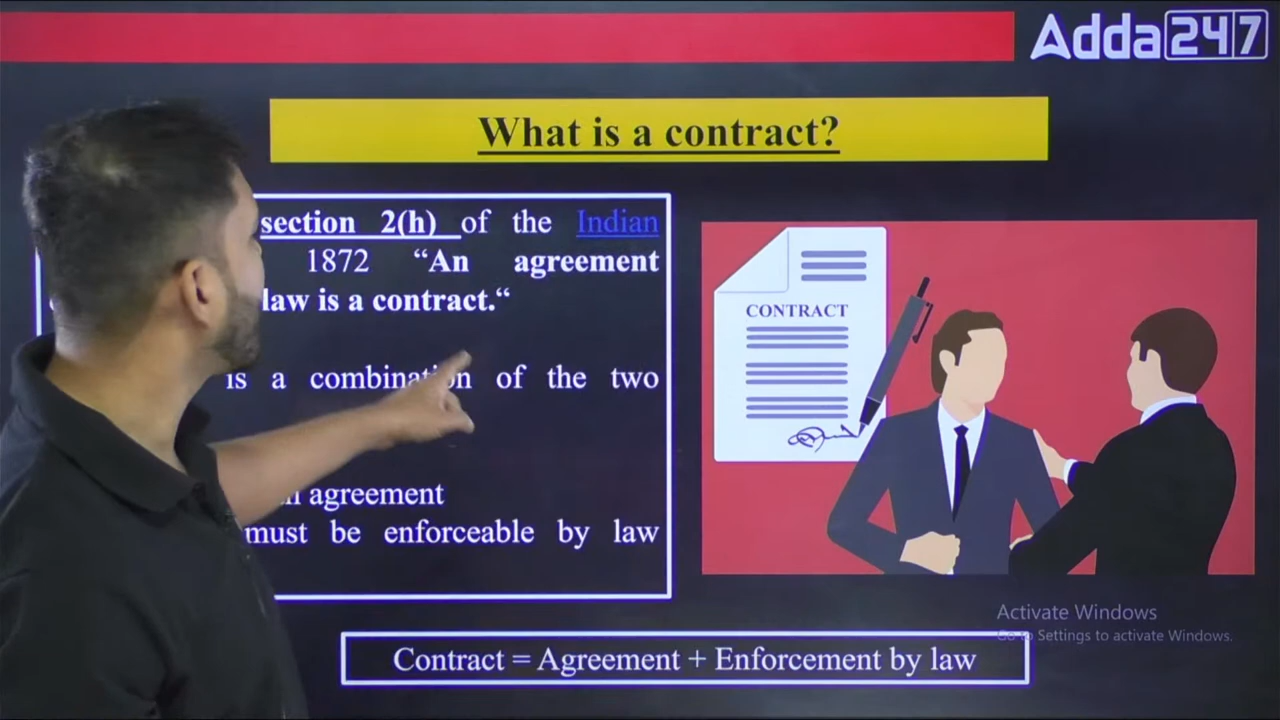 Adda247
What is a contract?
section 2(h) of the Indian
1872 “An agreement
law is a contract.“
is a combination of the two
agreement
must be enforceable by law
CONTRACT
Activate Windows
Go to Settings to activate Windows.
Contract = Agreement + Enforcement by law